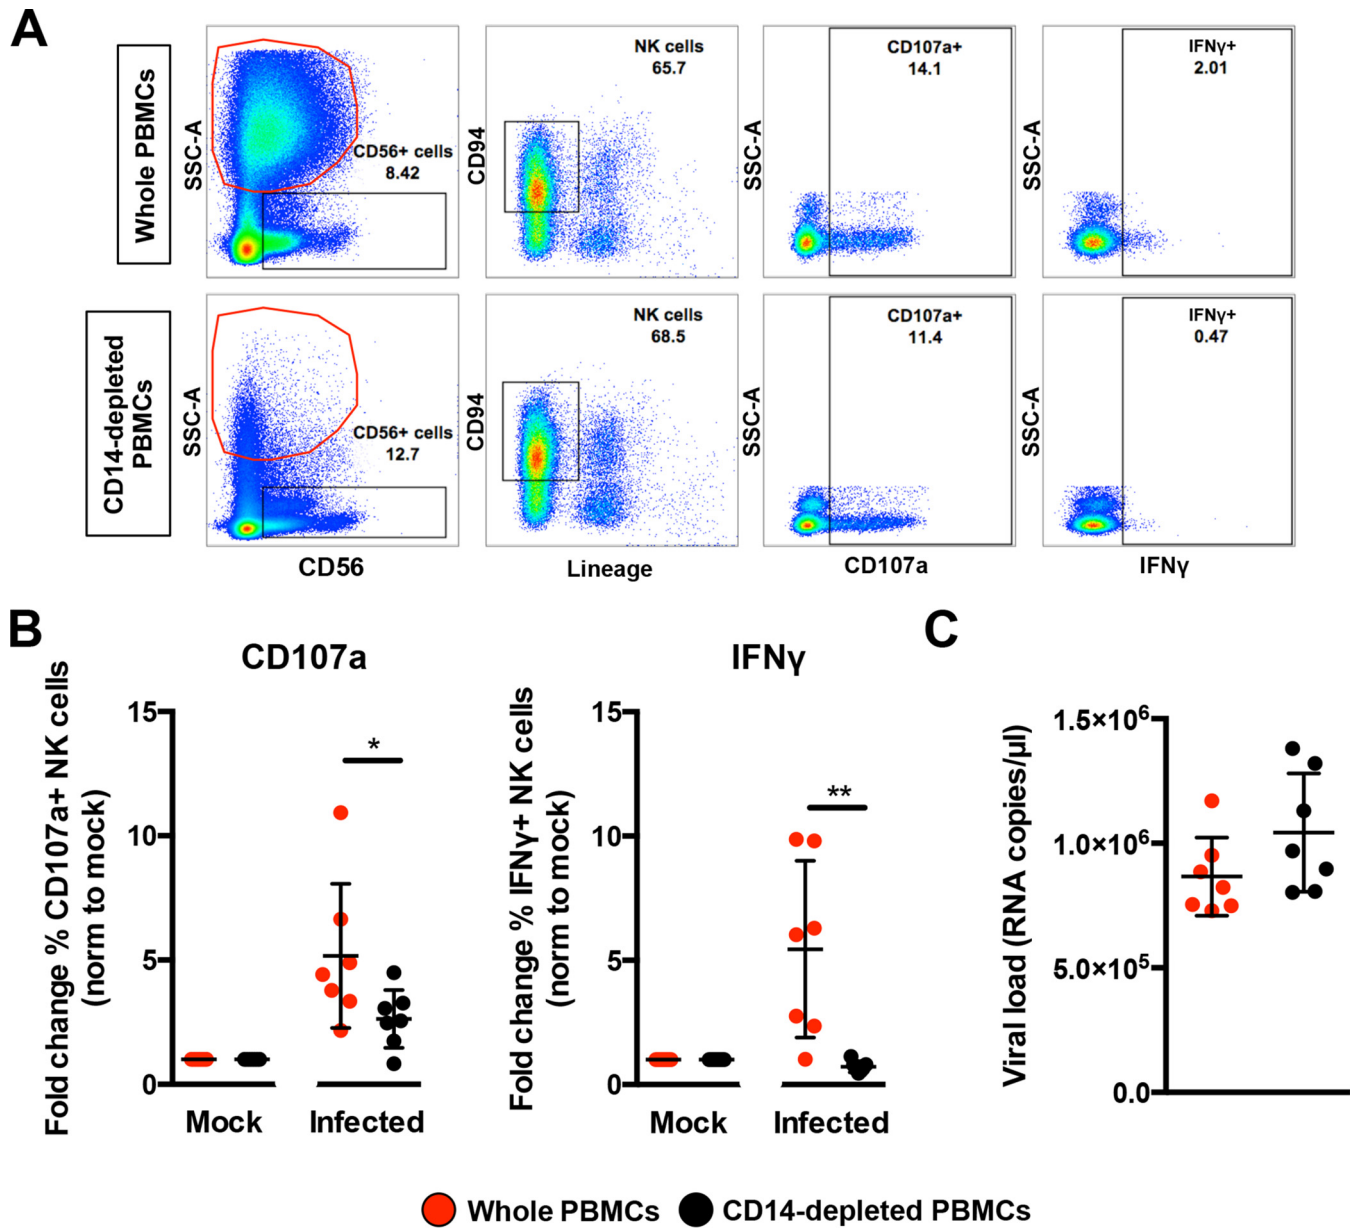 A
Whole PBMCs
SSC-A
CD56+ cells
8.42
CD94
NK cells
65.7
SSC-A
CD107a+
14.1
SSC-A
IFNγ+
2.01
CD14-depleted
PBMCs
SSC-A
CD56+ cells
12.7
CD94
NK cells
68.5
SSC-A
CD107a+
11.4
SSC-A
IFNγ+
0.47
CD56
Lineage
CD107a
IFNγ
B
CD107a
Fold change % CD107a+ NK cells
(norm to mock)
15
10
5
0
*
Mock
Infected
IFNγ
Fold change % IFNγ+ NK cells
(norm to mock)
15
10
5
0
**
Mock
Infected
C
Viral load (RNA copies/µl)
1.5×10⁶
1.0×10⁶
5.0×10⁵
0.0
Whole PBMCs
CD14-depleted PBMCs